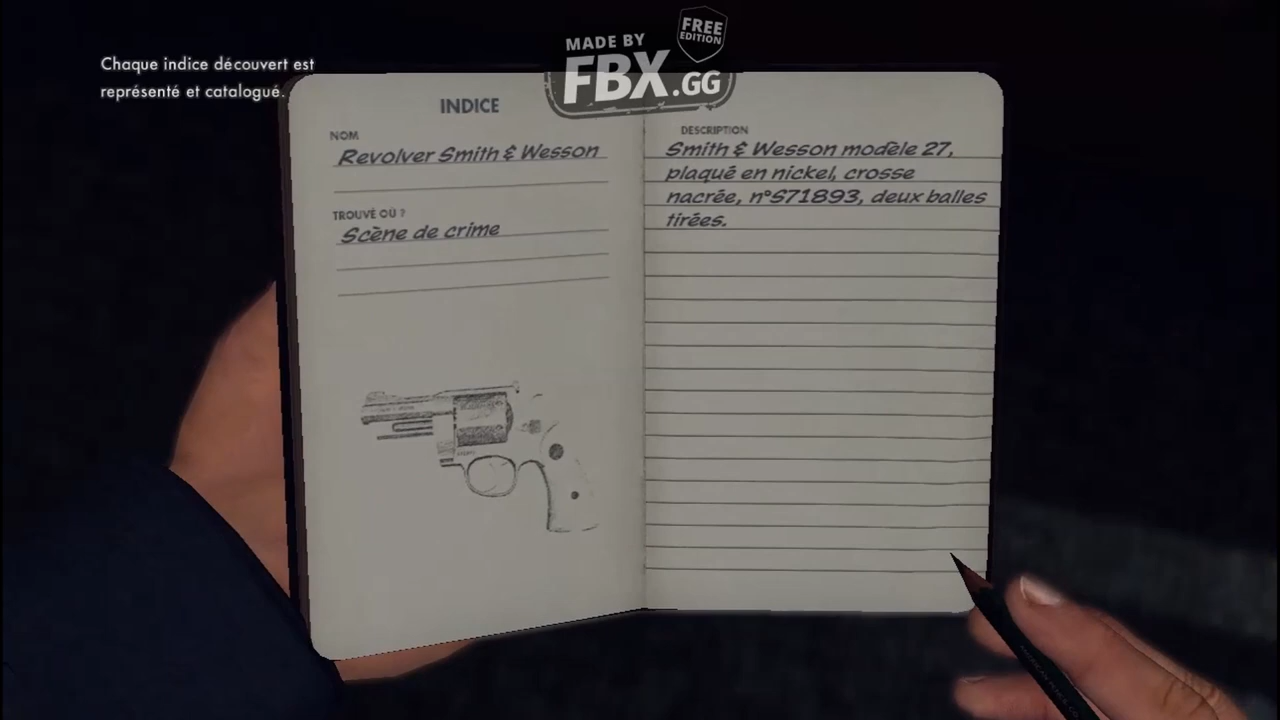 Chaque indice découvert est
représenté et catalogué.
MADE BY
FBX.GG
FREE
EDITION
INDICE
NOM
Revolver Smith & Wesson
TROUVÉ OÙ ?
Scène de crime
DESCRIPTION
Smith & Wesson modèle 27,
plaqué en nickel, crosse
nacrée, n°S71893, deux balles
tirées.